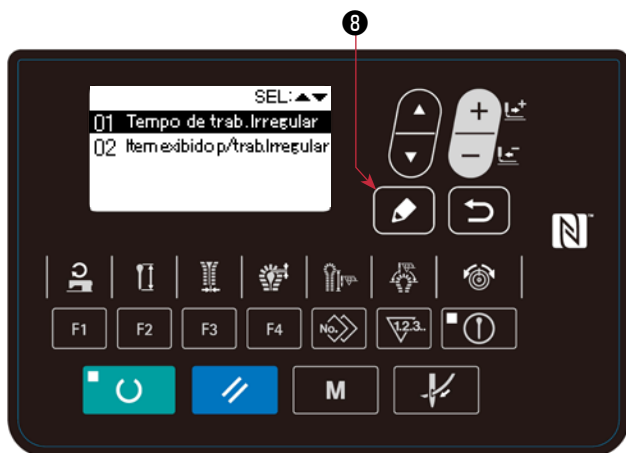 8
SEL:▲▼
01 Tempo de trab.Irregular
02 Item exibido p/trab.Irregular
+ +
− −
N
F1 F2 F3 F4 No. 1.2.3..
M